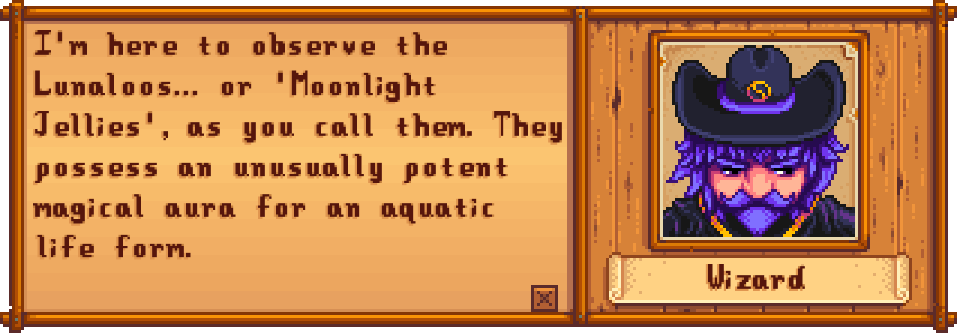 I'm here to observe the
Lunaloos... or 'Moonlight
Jellies', as you call them. They
possess an unusually potent
magical aura for an aquatic
life form.
Wizard